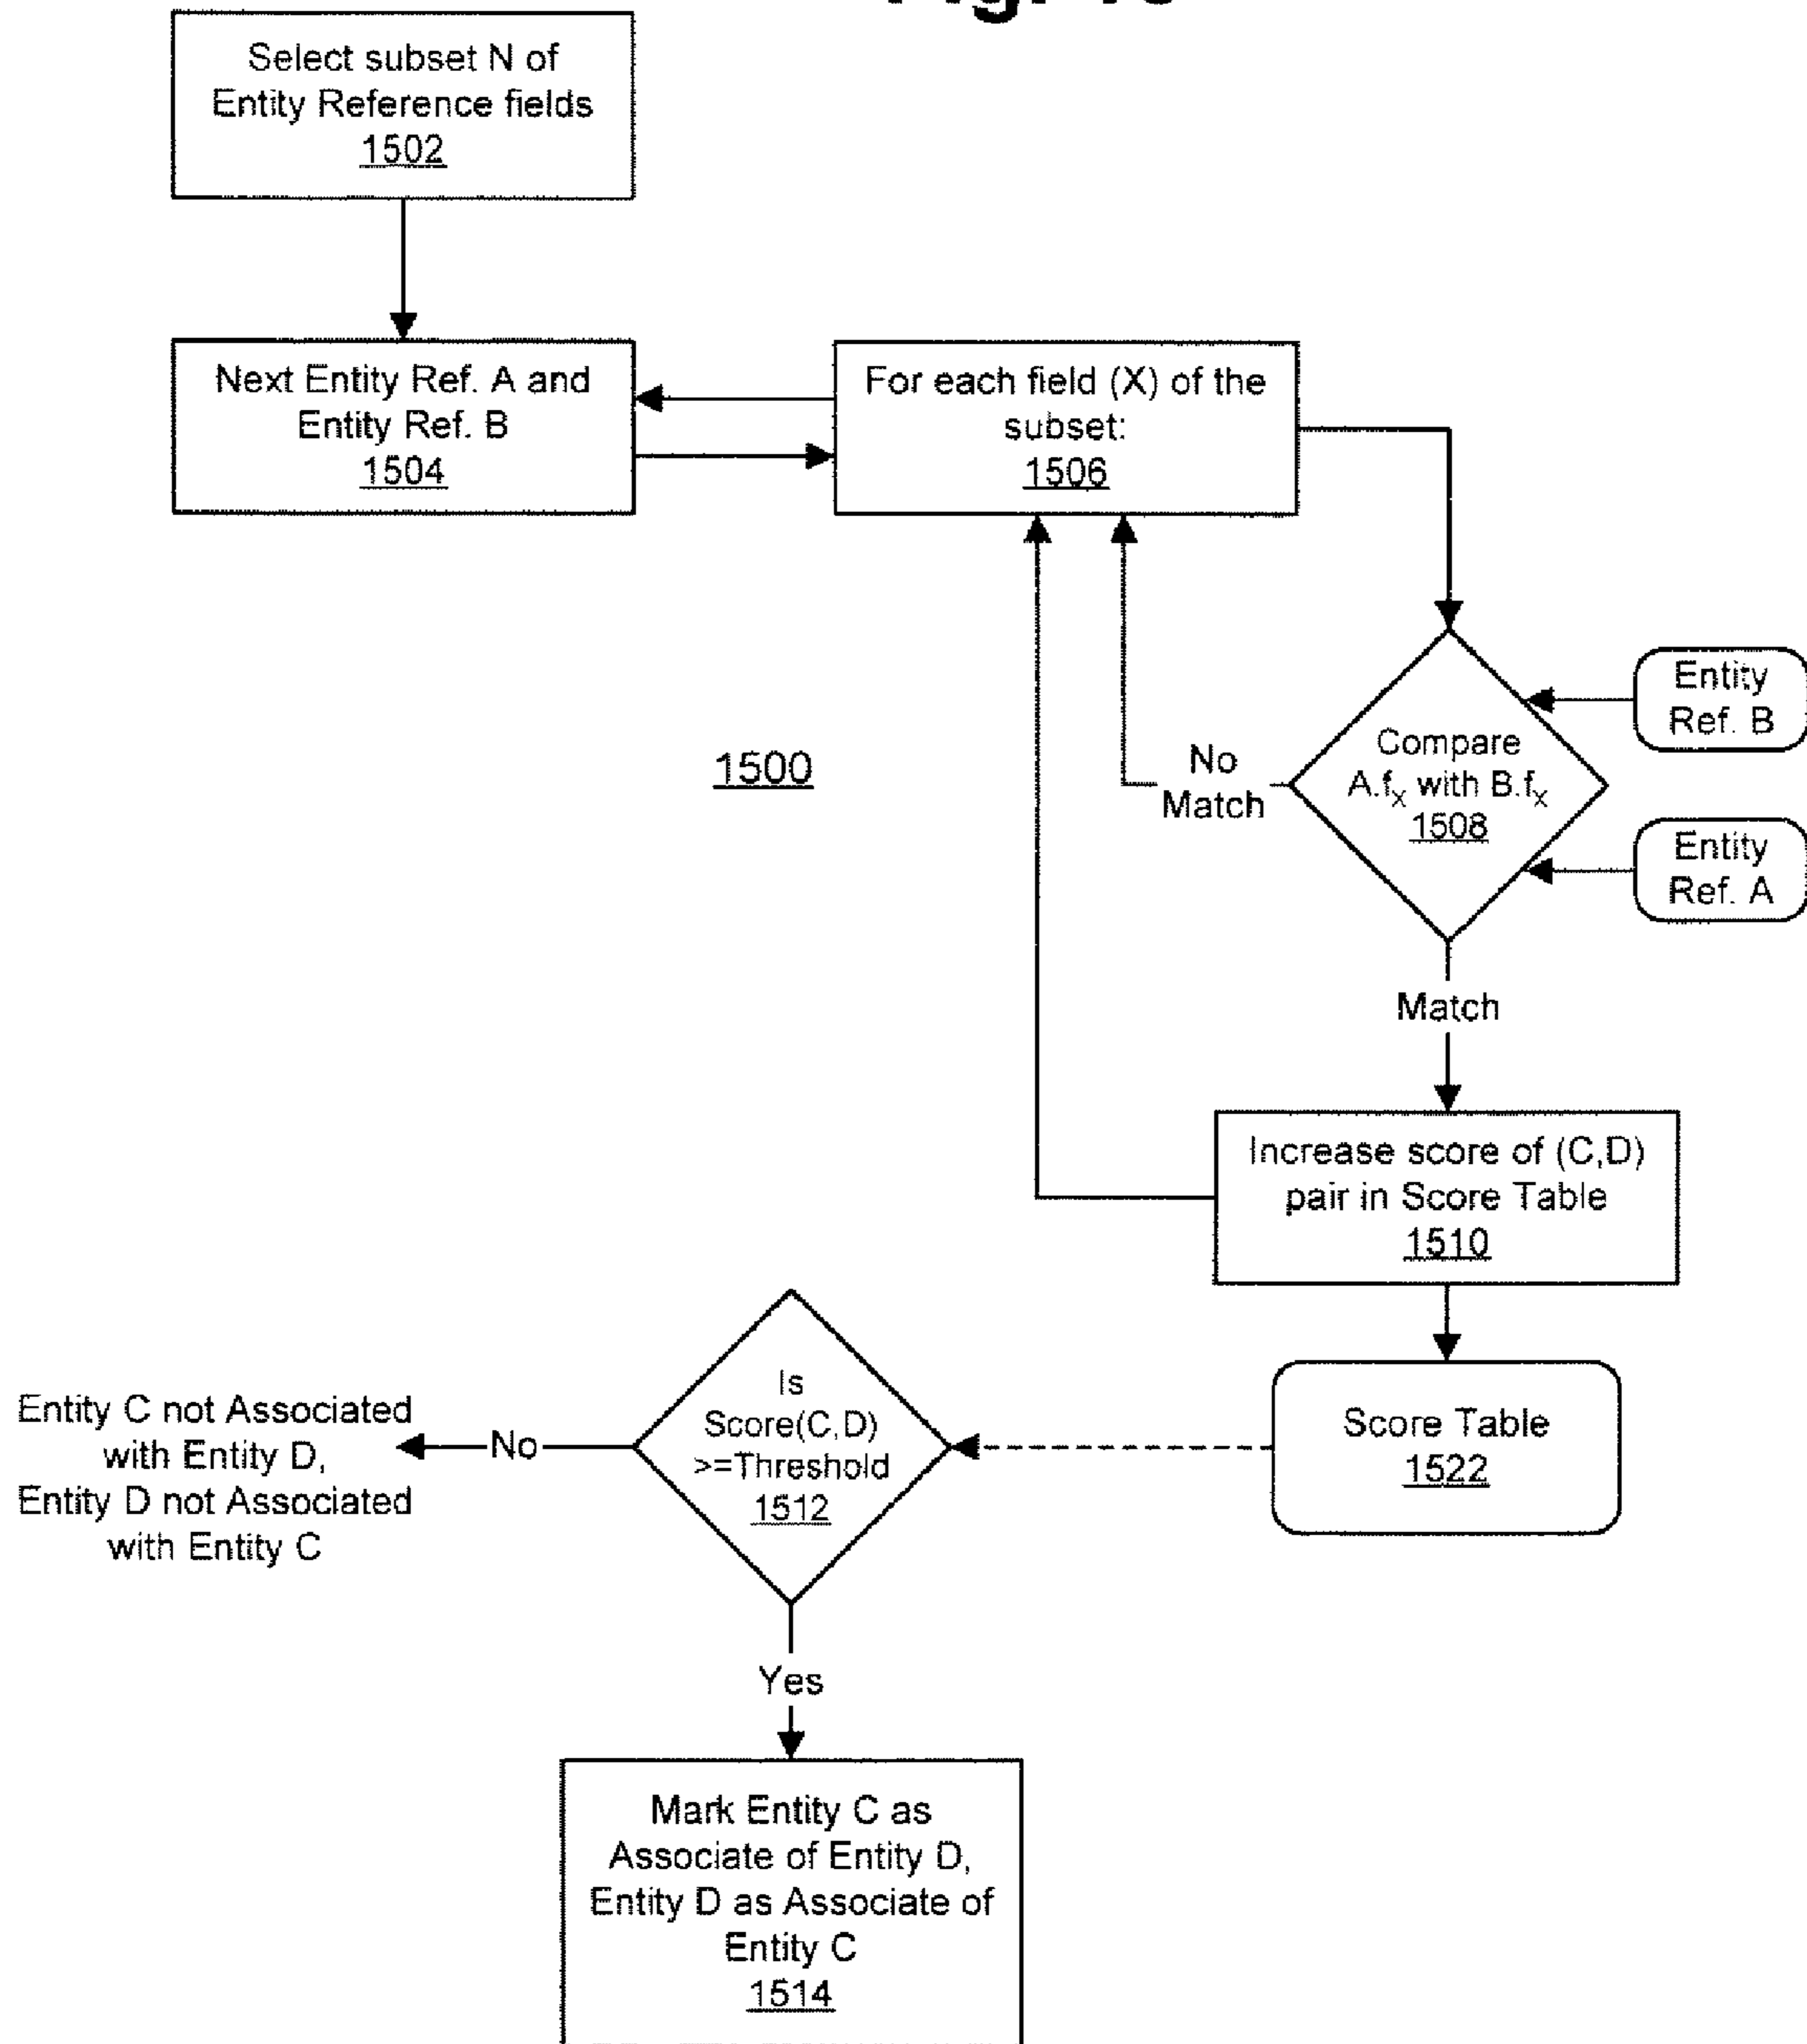 Select subset N of
Entity Reference fields
1502
Next Entity Ref. A and
Entity Ref. B
1504
For each field (X) of the
subset:
1506
Entity
Ref. B
Compare
A.fx with B.fx
1508
No
Match
1500
Entity
Ref. A
Match
Increase score of (C,D)
pair in Score Table
1510
Score Table
1522
Is
Score(C,D)
>=Threshold
1512
No
Entity C not Associated
with Entity D,
Entity D not Associated
with Entity C
Yes
Mark Entity C as
Associate of Entity D,
Entity D as Associate of
Entity C
1514